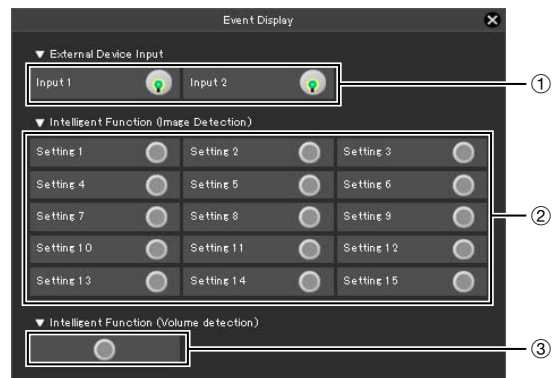 Event Display
▼ External Device Input
Input 1 Input 2
①
▼ Intelligent Function (Image Detection)
Setting 1 Setting 2 Setting 3
Setting 4 Setting 5 Setting 6
Setting 7 Setting 8 Setting 9
②
Setting 10 Setting 11 Setting 12
Setting 13 Setting 14 Setting 15
▼ Intelligent Function (Volume detection)
③